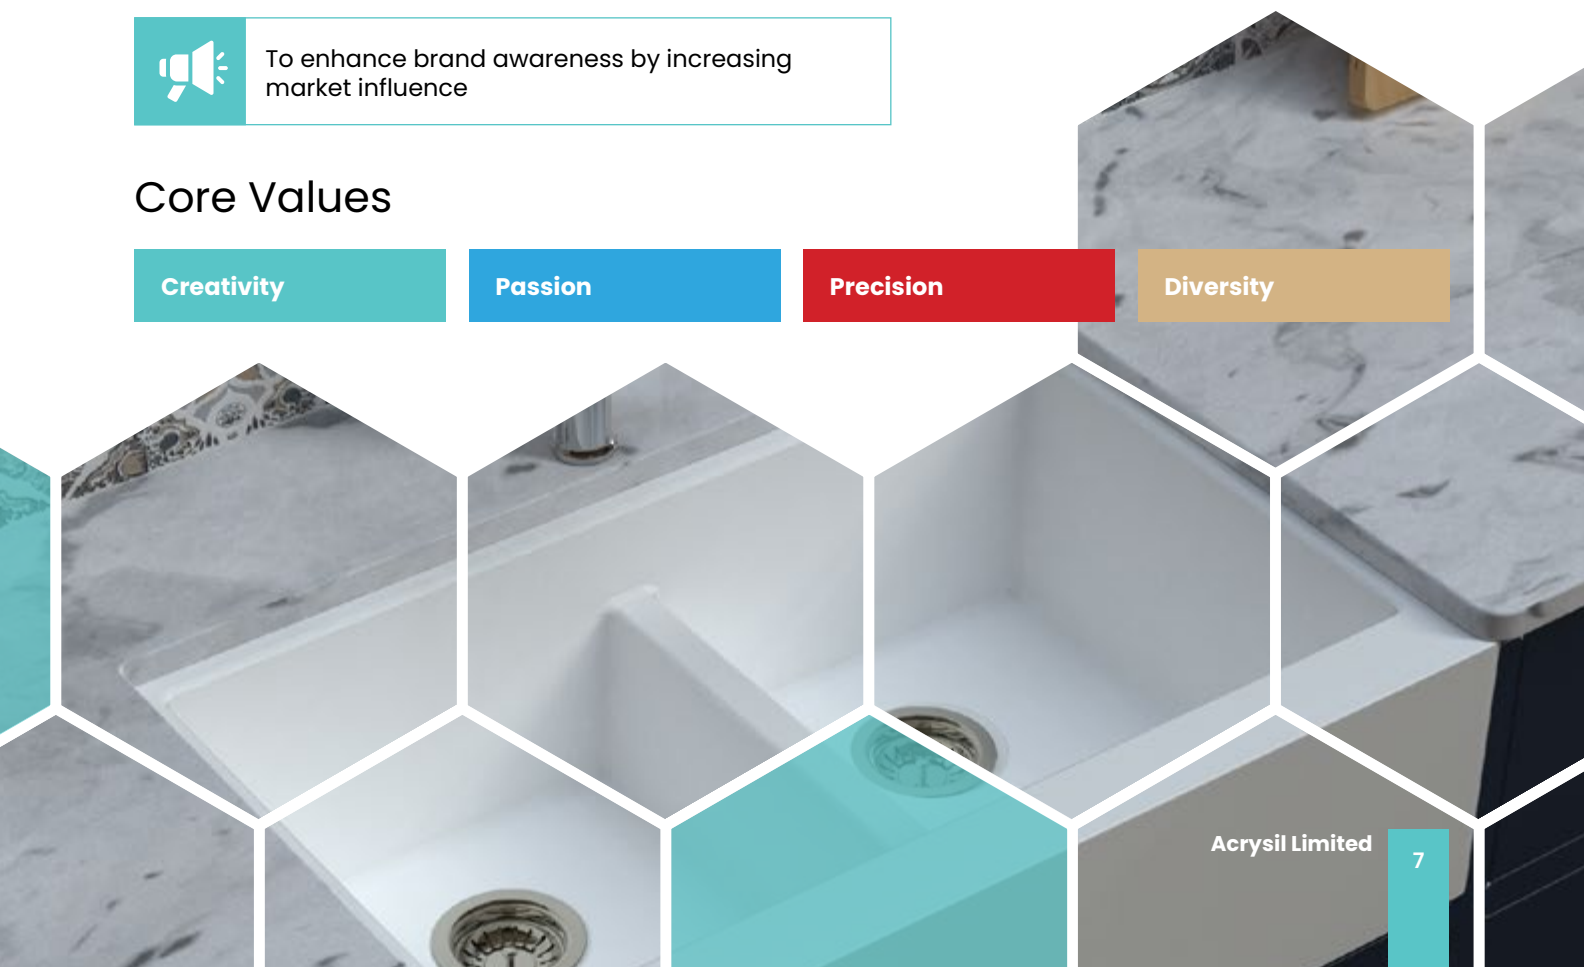 To enhance brand awareness by increasing
market influence
Core Values
Creativity
Passion
Precision
Diversity
Acrysil Limited
7